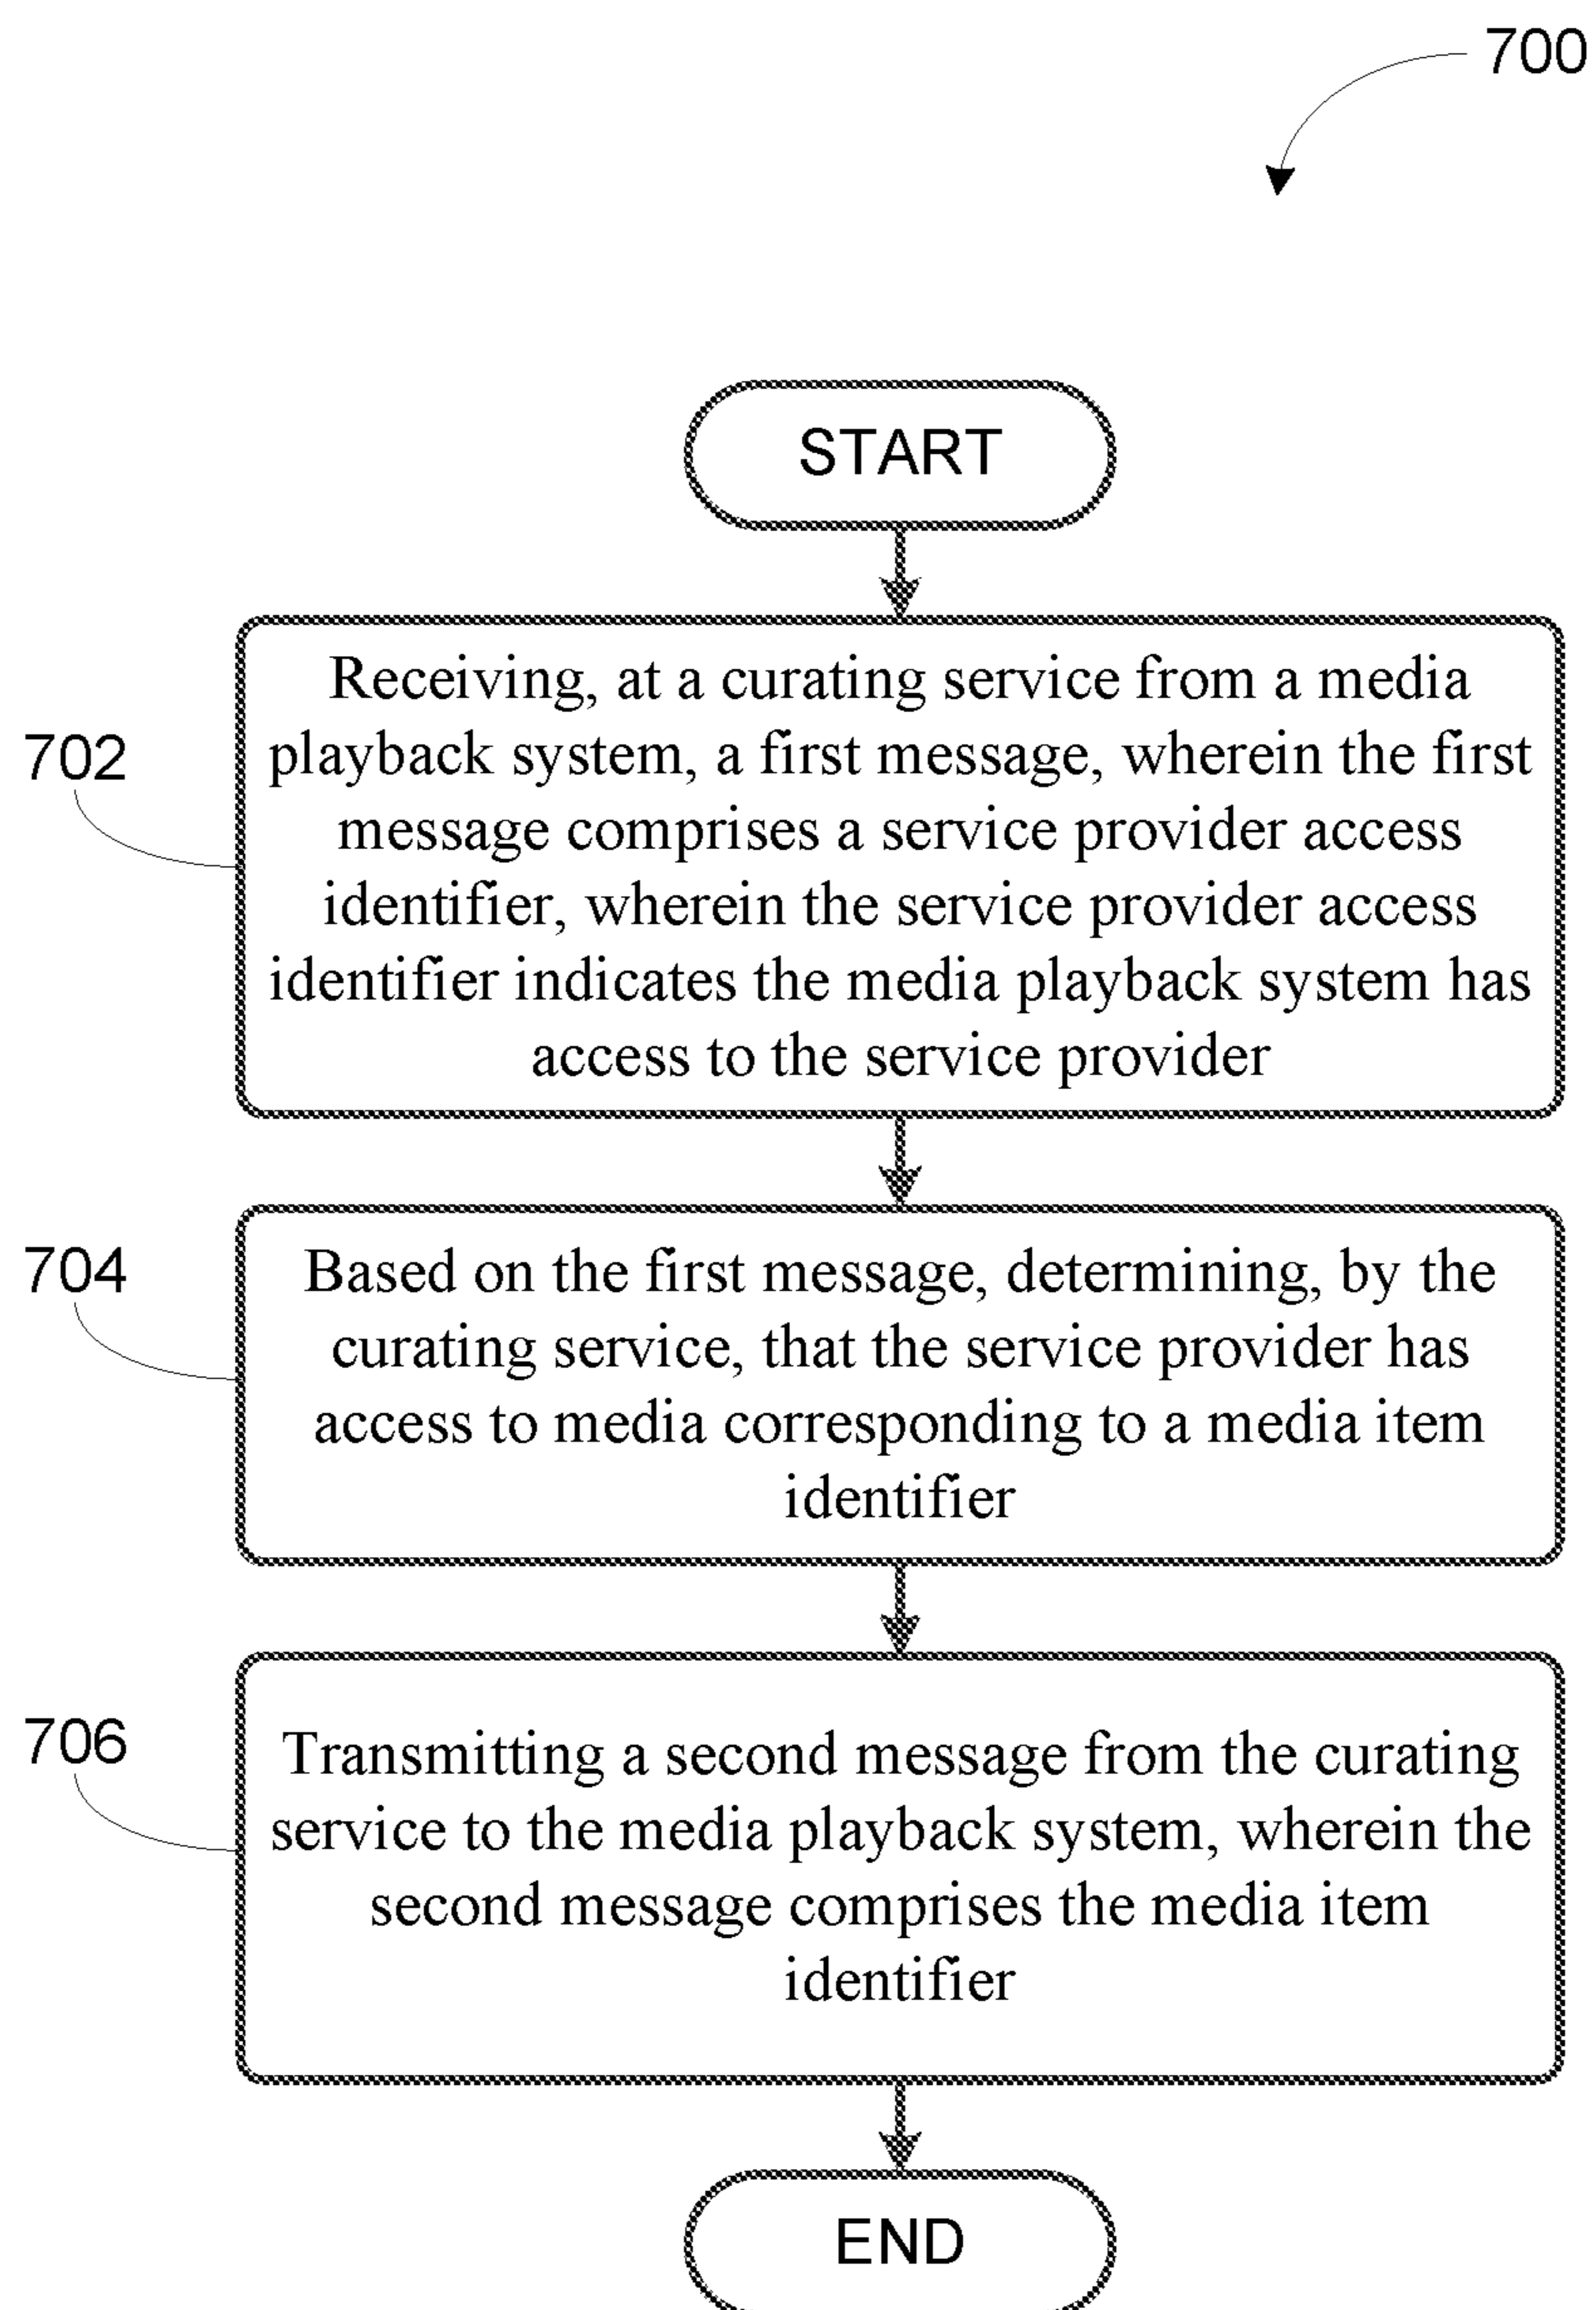 700
START
702
Receiving, at a curating service from a media
playback system, a first message, wherein the first
message comprises a service provider access
identifier, wherein the service provider access
identifier indicates the media playback system has
access to the service provider
704
Based on the first message, determining, by the
curating service, that the service provider has
access to media corresponding to a media item
identifier
706
Transmitting a second message from the curating
service to the media playback system, wherein the
second message comprises the media item
identifier
END